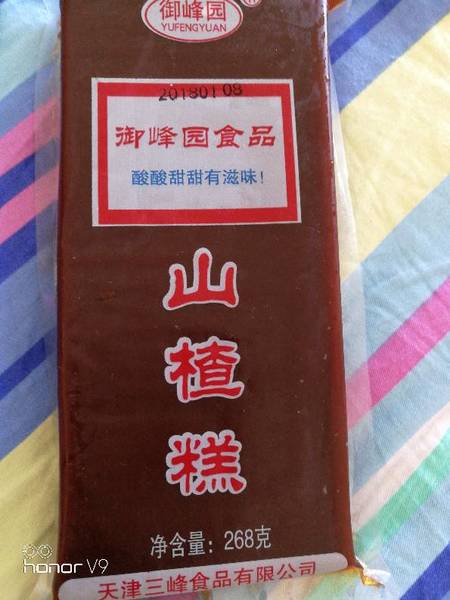 御峰园
YUFENGYUAN
20180108
御峰园食品
酸酸甜甜有滋味!
山
楂
糕
净含量:268克
天津三峰食品有限公司
honor V9